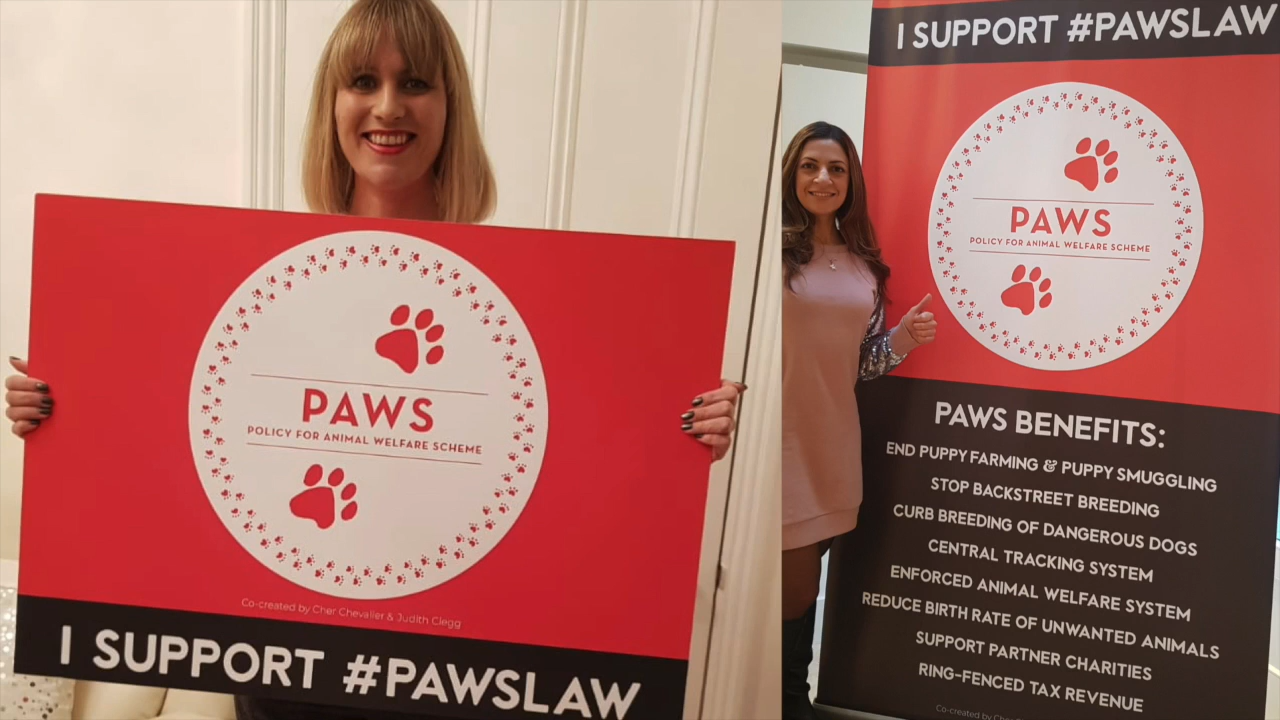 PAWS
POLICY FOR ANIMAL WELFARE SCHEME
Co-created by Cher Chevalier & Judith Clegg
I SUPPORT #PAWSLAW
I SUPPORT #PAWSLAW
PAWS
POLICY FOR ANIMAL WELFARE SCHEME
PAWS BENEFITS:
END PUPPY FARMING & PUPPY SMUGGLING
STOP BACKSTREET BREEDING
CURB BREEDING OF DANGEROUS DOGS
CENTRAL TRACKING SYSTEM
ENFORCED ANIMAL WELFARE SYSTEM
REDUCE BIRTH RATE OF UNWANTED ANIMALS
SUPPORT PARTNER CHARITIES
RING-FENCED TAX REVENUE
Co-created by